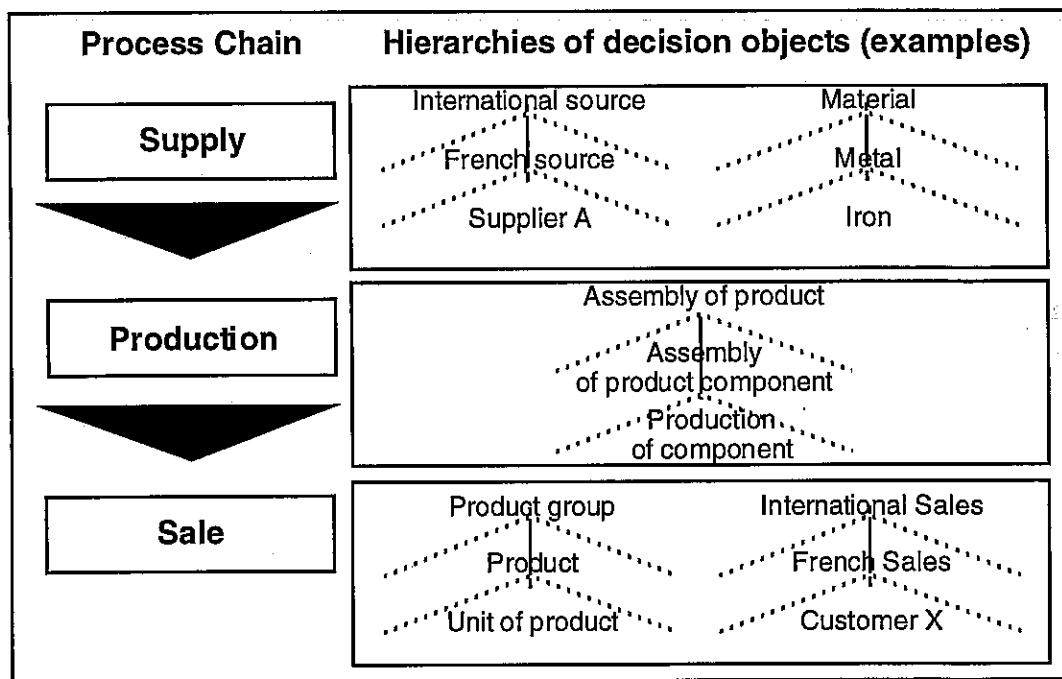 Process Chain
Hierarchies of decision objects (examples)
Supply
International source
French source
Supplier A
Material
Metal
Iron
Production
Assembly of product
Assembly
of product component
Production
of component
Sale
Product group
Product
Unit of product
International Sales
French Sales
Customer X